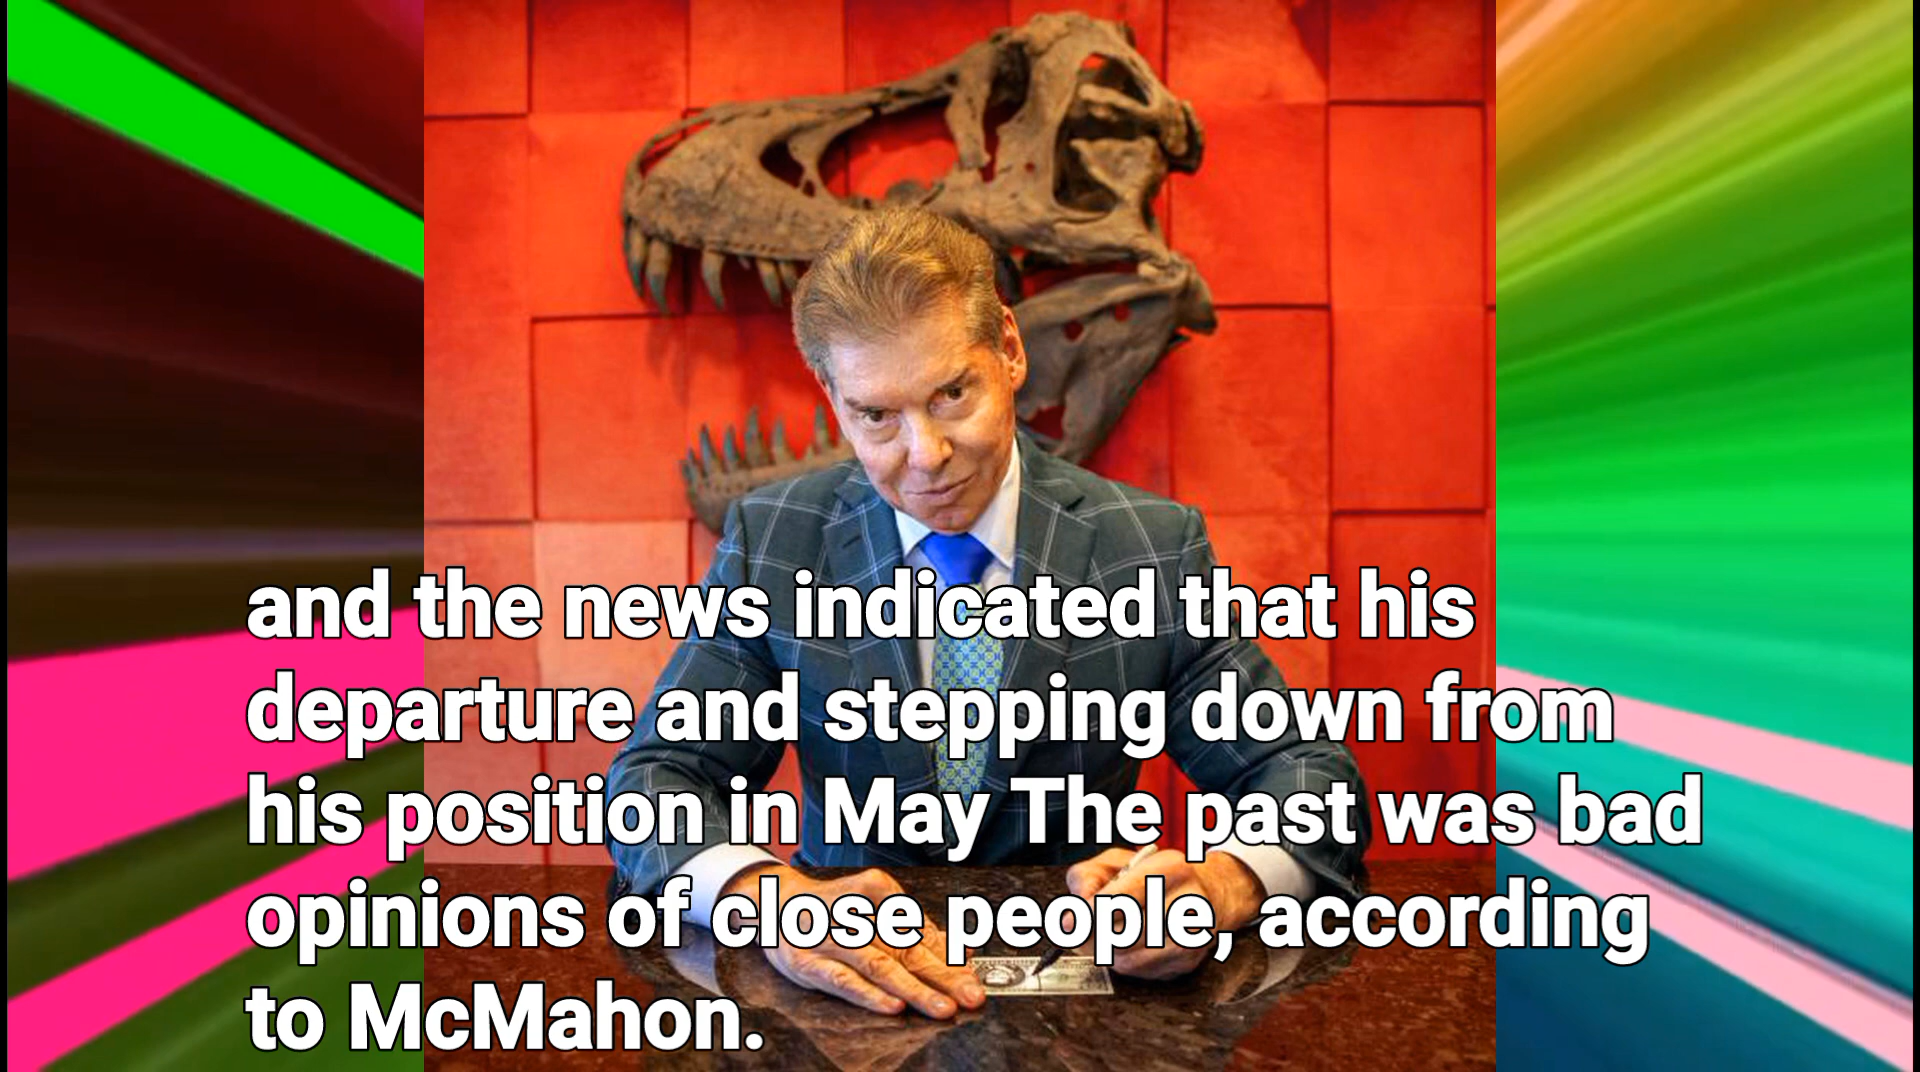 and the news indicated that his
departure and stepping down from
his position in May The past was bad
opinions of close people, according
to McMahon.